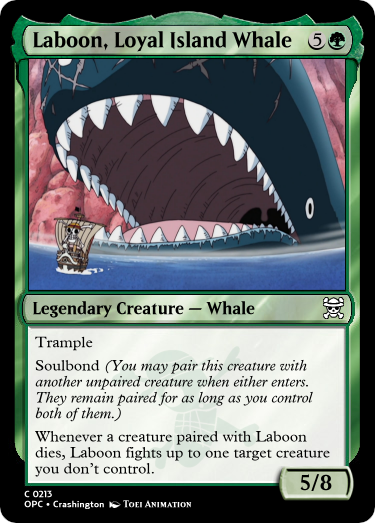 Laboon, Loyal Island Whale 5
Legendary Creature — Whale
Trample
Soulbond (You may pair this creature with
another unpaired creature when either enters.
They remain paired for as long as you control
both of them.)
Whenever a creature paired with Laboon
dies, Laboon fights up to one target creature
you don't control.
5/8
C 0213
OPC • Crashington Toei Animation